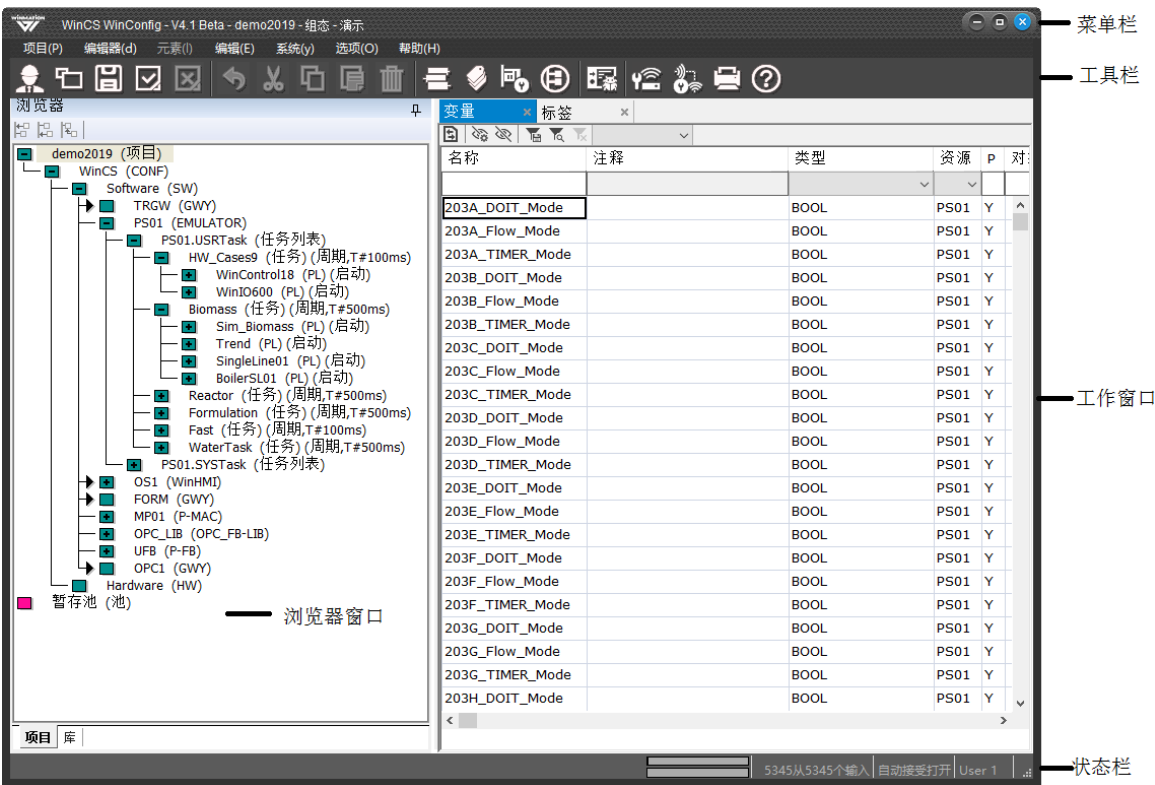 WinCS WinConfig - V4.1 Beta - demo2019 - 组态 - 演示
菜单栏
项目(P) 编辑器(d) 元素(I) 编辑(E) 系统(y) 选项(O) 帮助(H)
工具栏
浏览器
变量 × 标签 ×
demo2019 (项目)
WinCS (CONF)
Software (SW)
TRGW (GWY)
PS01 (EMULATOR)
PS01.USRTask (任务列表)
HW_Cases9 (任务) (周期,T#100ms)
WinControl18 (PL) (启动)
WinIO600 (PL) (启动)
Biomass (任务) (周期,T#500ms)
Sim_Biomass (PL) (启动)
Trend (PL) (启动)
SingleLine01 (PL) (启动)
BoilerSL01 (PL) (启动)
Reactor (任务) (周期,T#500ms)
Formulation (任务) (周期,T#500ms)
Fast (任务) (周期,T#100ms)
WaterTask (任务) (周期,T#500ms)
PS01.SYSTask (任务列表)
OS1 (WinHMI)
FORM (GWY)
MP01 (P-MAC)
OPC_LIB (OPC_FB-LIB)
UFB (P-FB)
OPC1 (GWY)
Hardware (HW)
暂存池 (池)
浏览器窗口
项目 库
名称 注释 类型 资源 P 对
203A_DOIT_Mode BOOL PS01 Y
203A_Flow_Mode BOOL PS01 Y
203A_TIMER_Mode BOOL PS01 Y
203B_DOIT_Mode BOOL PS01 Y
203B_Flow_Mode BOOL PS01 Y
203B_TIMER_Mode BOOL PS01 Y
203C_DOIT_Mode BOOL PS01 Y
203C_Flow_Mode BOOL PS01 Y
203C_TIMER_Mode BOOL PS01 Y
203D_DOIT_Mode BOOL PS01 Y
203D_Flow_Mode BOOL PS01 Y
203D_TIMER_Mode BOOL PS01 Y
203E_DOIT_Mode BOOL PS01 Y
203E_Flow_Mode BOOL PS01 Y
203E_TIMER_Mode BOOL PS01 Y
203F_DOIT_Mode BOOL PS01 Y
203F_Flow_Mode BOOL PS01 Y
203F_TIMER_Mode BOOL PS01 Y
203G_DOIT_Mode BOOL PS01 Y
203G_Flow_Mode BOOL PS01 Y
203G_TIMER_Mode BOOL PS01 Y
203H_DOIT_Mode BOOL PS01 Y
工作窗口
5345从5345个输入 自动接受打开 User 1
状态栏